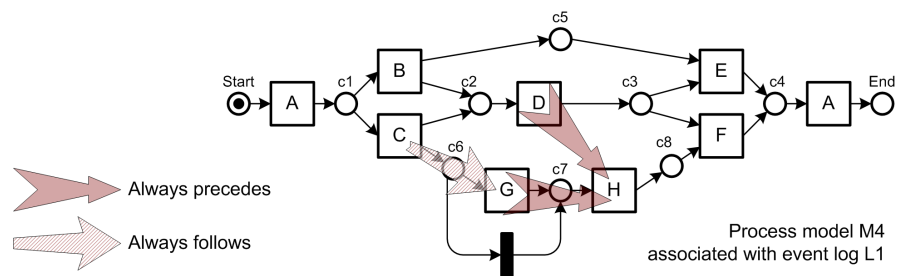 c5
B
E
Start
c1
c2
c3
c4
End
A
D
A
C
F
c6
c7
c8
G
H
Always precedes
Always follows
Process model M4
associated with event log L1